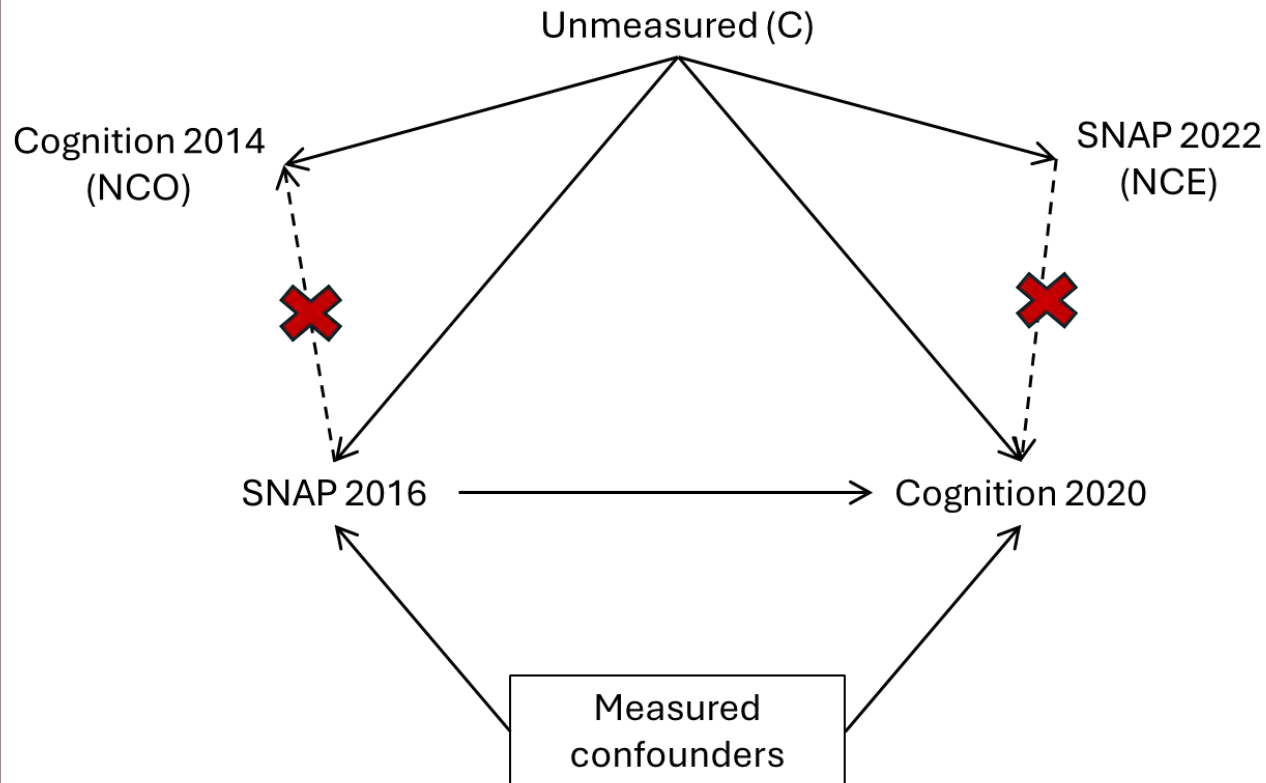 Unmeasured (C)
Cognition 2014
(NCO)
SNAP 2022
(NCE)
SNAP 2016
Cognition 2020
Measured
confounders